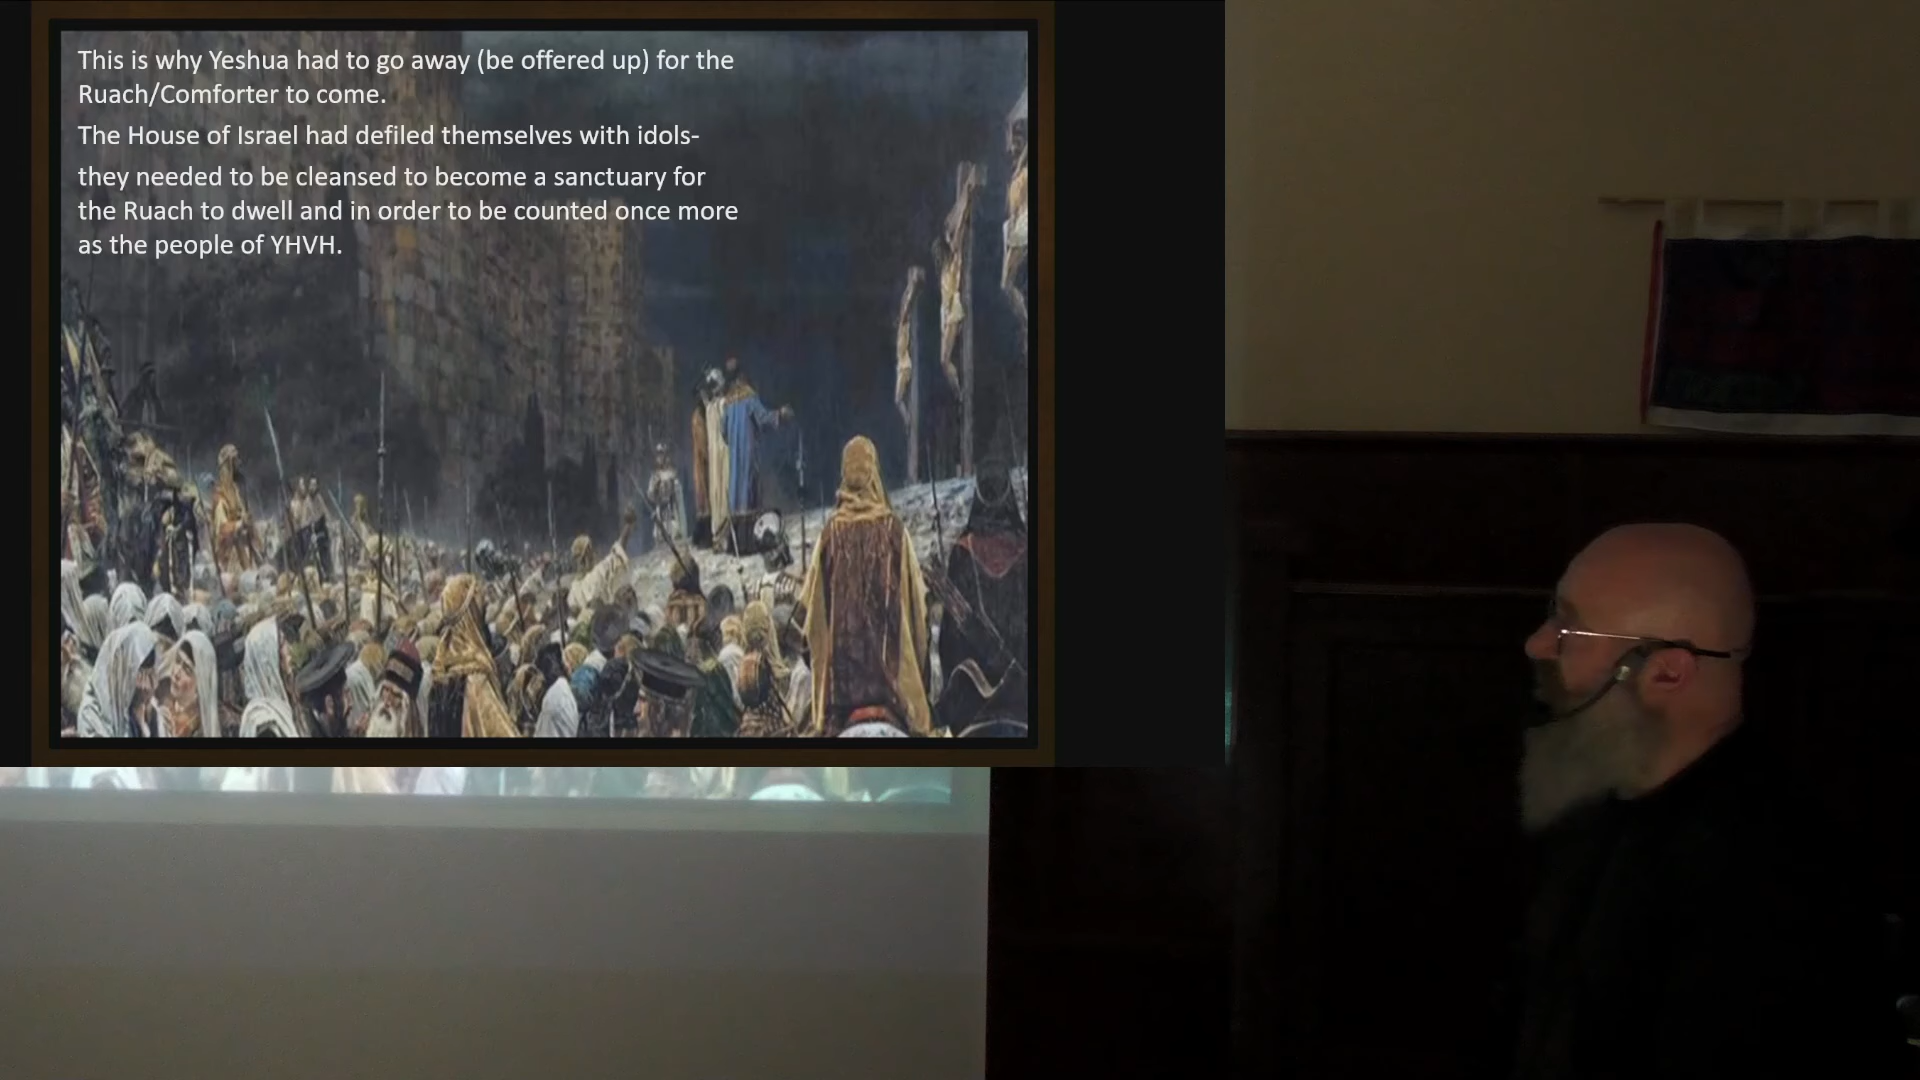 This is why Yeshua had to go away (be offered up) for the
Ruach/Comforter to come.
The House of Israel had defiled themselves with idols-
they needed to be cleansed to become a sanctuary for
the Ruach to dwell and in order to be counted once more
as the people of YHVH.